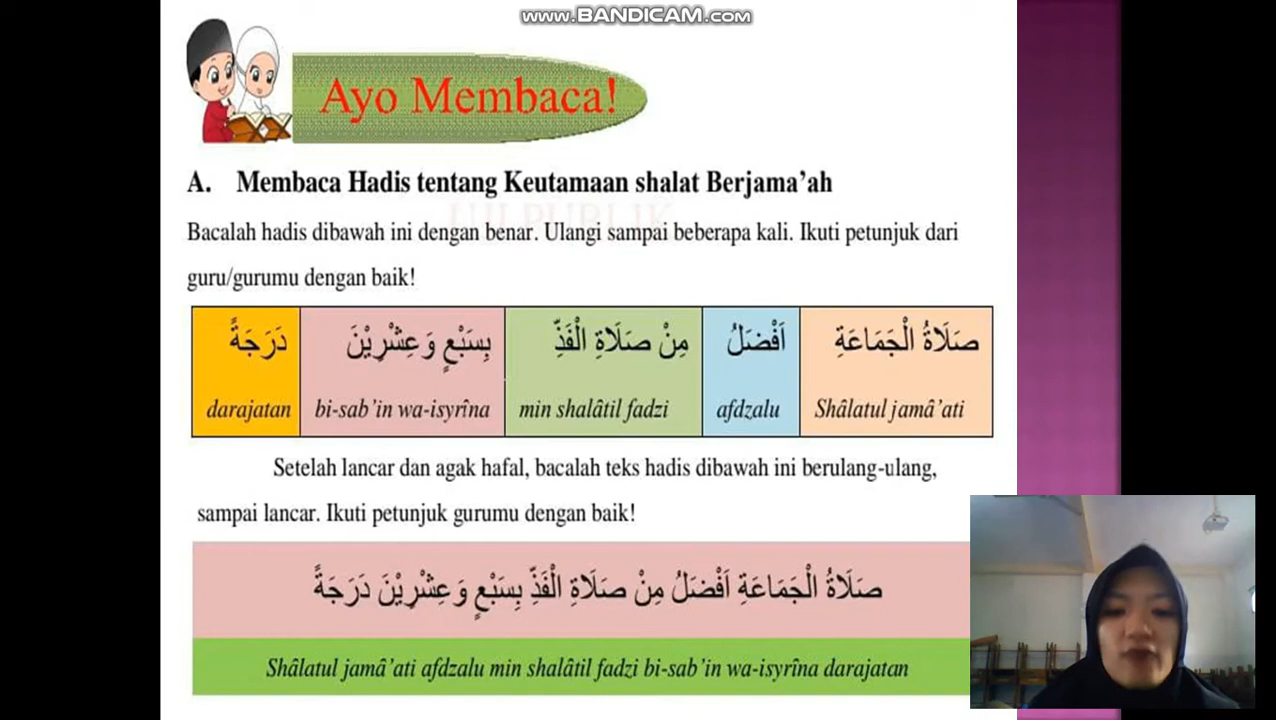 www.BANDICAM.com
Ayo Membaca!
A. Membaca Hadis tentang Keutamaan shalat Berjama’ah
UJI PUBLIK
Bacalah hadis dibawah ini dengan benar. Ulangi sampai beberapa kali. Ikuti petunjuk dari
guru/gurumu dengan baik!
صَلَاةُ الْجَمَاعَةِ اَفْضَلُ مِنْ صَلَاةِ الْفَذِّ بِسَبْعٍ وَعِشْرِيْنَ دَرَجَةً
darajatan bi-sab’in wa-isyrîna min shalâtil fadzi afdzalu Shâlatul jamâ’ati
Setelah lancar dan agak hafal, bacalah teks hadis dibawah ini berulang-ulang,
sampai lancar. Ikuti petunjuk gurumu dengan baik!
صَلَاةُ الْجَمَاعَةِ اَفْضَلُ مِنْ صَلَاةِ الْفَذِّ بِسَبْعٍ وَعِشْرِيْنَ دَرَجَةً
Shâlatul jamâ’ati afdzalu min shalâtil fadzi bi-sab’in wa-isyrîna darajatan